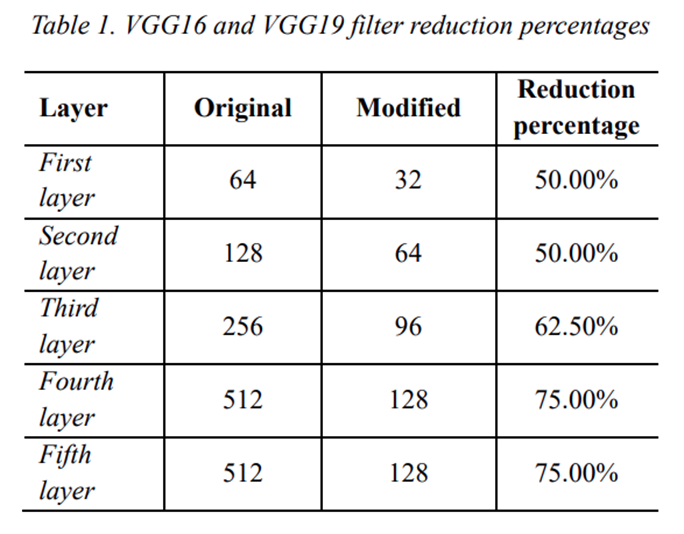 Table 1. VGG16 and VGG19 filter reduction percentages
Layer Original Modified Reduction percentage
First layer 64 32 50.00%
Second layer 128 64 50.00%
Third layer 256 96 62.50%
Fourth layer 512 128 75.00%
Fifth layer 512 128 75.00%